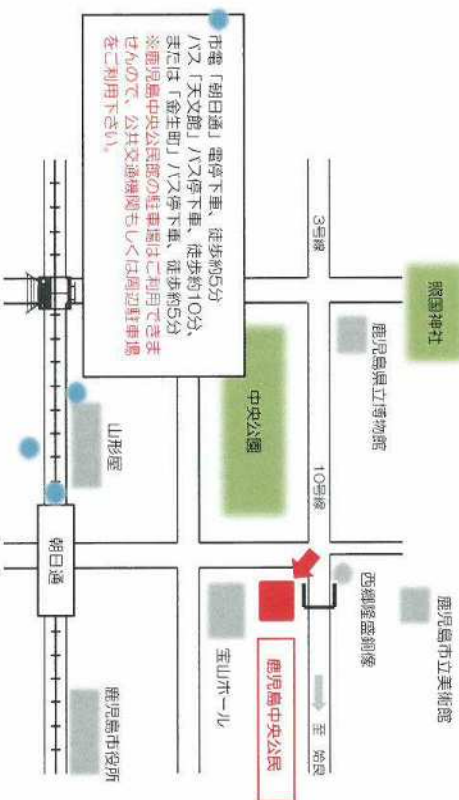 照国神社
鹿児島県立博物館
鹿児島市立美術館
3号線
10号線
西郷隆盛銅像
至 姶良
中央公園
鹿児島中央公民
宝山ホール
山形屋
朝日通
鹿児島市役所
市電「朝日通」電停下車、徒歩約5分
バス「天文館」バス停下車、徒歩約10分、
または「金生町」バス停下車、徒歩約5分
※鹿児島中央公民館の駐車場はご利用できま
せんので、公共交通機関もしくは周辺駐車場
をご利用下さい。